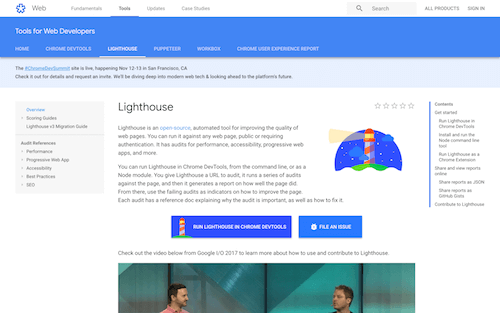 Web Fundamentals Tools Updates Case Studies Search ALL PRODUCTS SIGN IN
Tools for Web Developers
HOME CHROME DEVTOOLS LIGHTHOUSE PUPPETEER WORKBOX CHROME USER EXPERIENCE REPORT
The #ChromeDevSummit site is live, happening Nov 12-13 in San Francisco, CA
Check it out for details and request an invite. We'll be diving deep into modern web tech & looking ahead to the platform's future.
Overview
Scoring Guides
Lighthouse v3 Migration Guide
Audit References
Performance
Progressive Web App
Accessibility
Best Practices
SEO
Lighthouse
Lighthouse is an open-source, automated tool for improving the quality of
web pages. You can run it against any web page, public or requiring
authentication. It has audits for performance, accessibility, progressive
web apps, and more.
You can run Lighthouse in Chrome DevTools, from the command line, or as a
Node module. You give Lighthouse a URL to audit, it runs a series of
audits against the page, and then it generates a report on how well the page did.
From there, use the failing audits as indicators on how to improve the page.
Each audit has a reference doc explaining why the audit is important, as well as how to fix it.
RUN LIGHTHOUSE IN CHROME DEVTOOLS FILE AN ISSUE
Check out the video below from Google I/O 2017 to learn more about how to use and contribute to Lighthouse.
Contents
Get started
Run Lighthouse in
Chrome DevTools
Install and run the
Node command line
tool
Run Lighthouse as a
Chrome Extension
Share and view reports
online
Share reports as JSON
Share reports as
GitHub Gists
Contribute to Lighthouse